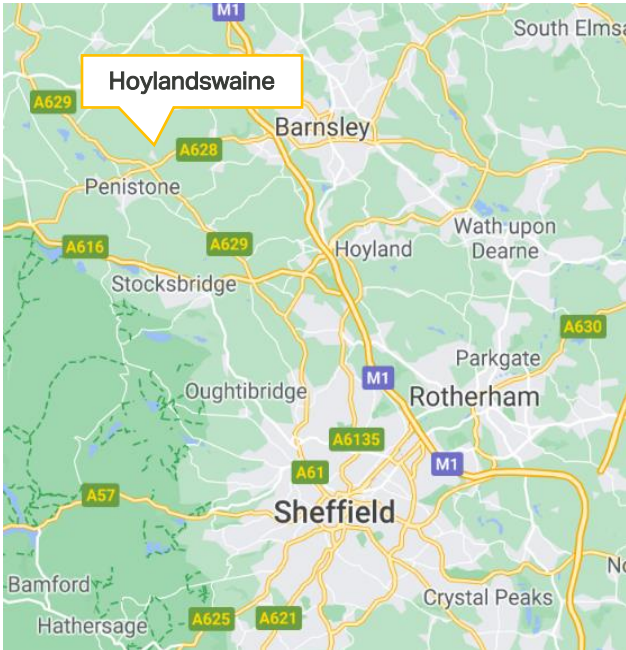 M1
South Elmsa
Hoylandswaine
A629
Barnsley
A628
Penistone
Wath upon
Dearne
A616
A629
Hoyland
Stocksbridge
A630
Parkgate
M1
Oughtibridge
Rotherham
A6135
M1
A61
A57
Sheffield
No
Bamford
Crystal Peaks
Hathersage
A625
A621